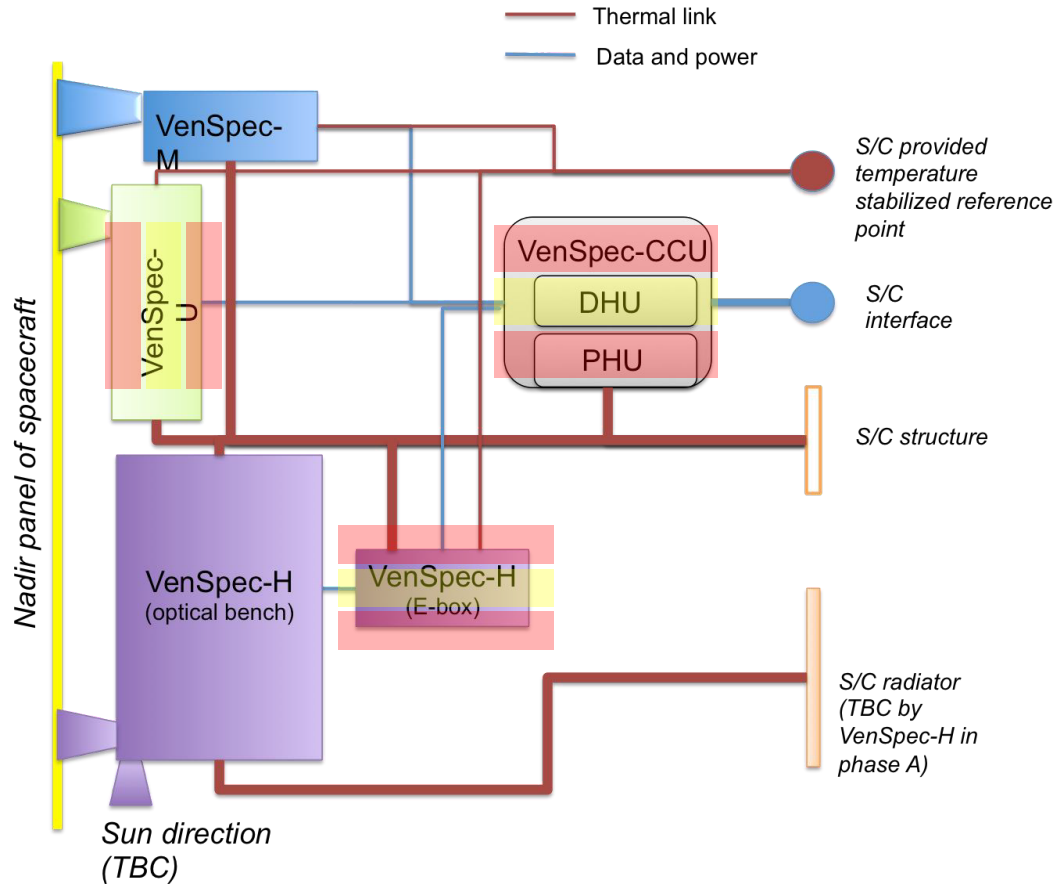 Thermal link
Data and power
VenSpec-
M
S/C provided
temperature
stabilized reference
point
VenSpec-
U
VenSpec-CCU
DHU
PHU
S/C
interface
Nadir panel of spacecraft
S/C structure
VenSpec-H
(optical bench)
VenSpec-H
(E-box)
S/C radiator
(TBC by
VenSpec-H in
phase A)
Sun direction
(TBC)